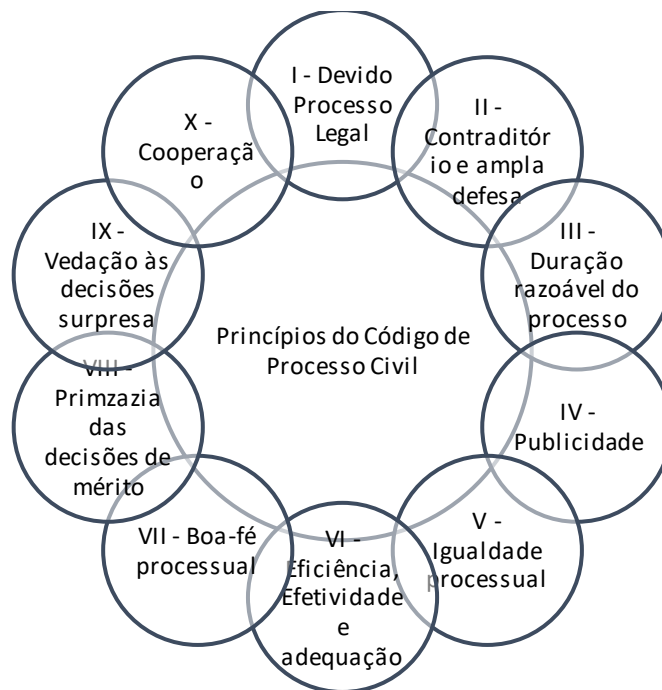 I - Devido
Processo
Legal
II -
Contraditór
io e ampla
defesa
III -
Duração
razoável do
processo
IV -
Publicidade
V -
Igualdade
processual
VI -
Eficiência,
Efetividade
e
adequação
VII - Boa-fé
processual
VIII -
Primzazia
das
decisões de
mérito
IX -
Vedação às
decisões
surpresa
X -
Cooperaçã
o
Princípios do Código de
Processo Civil